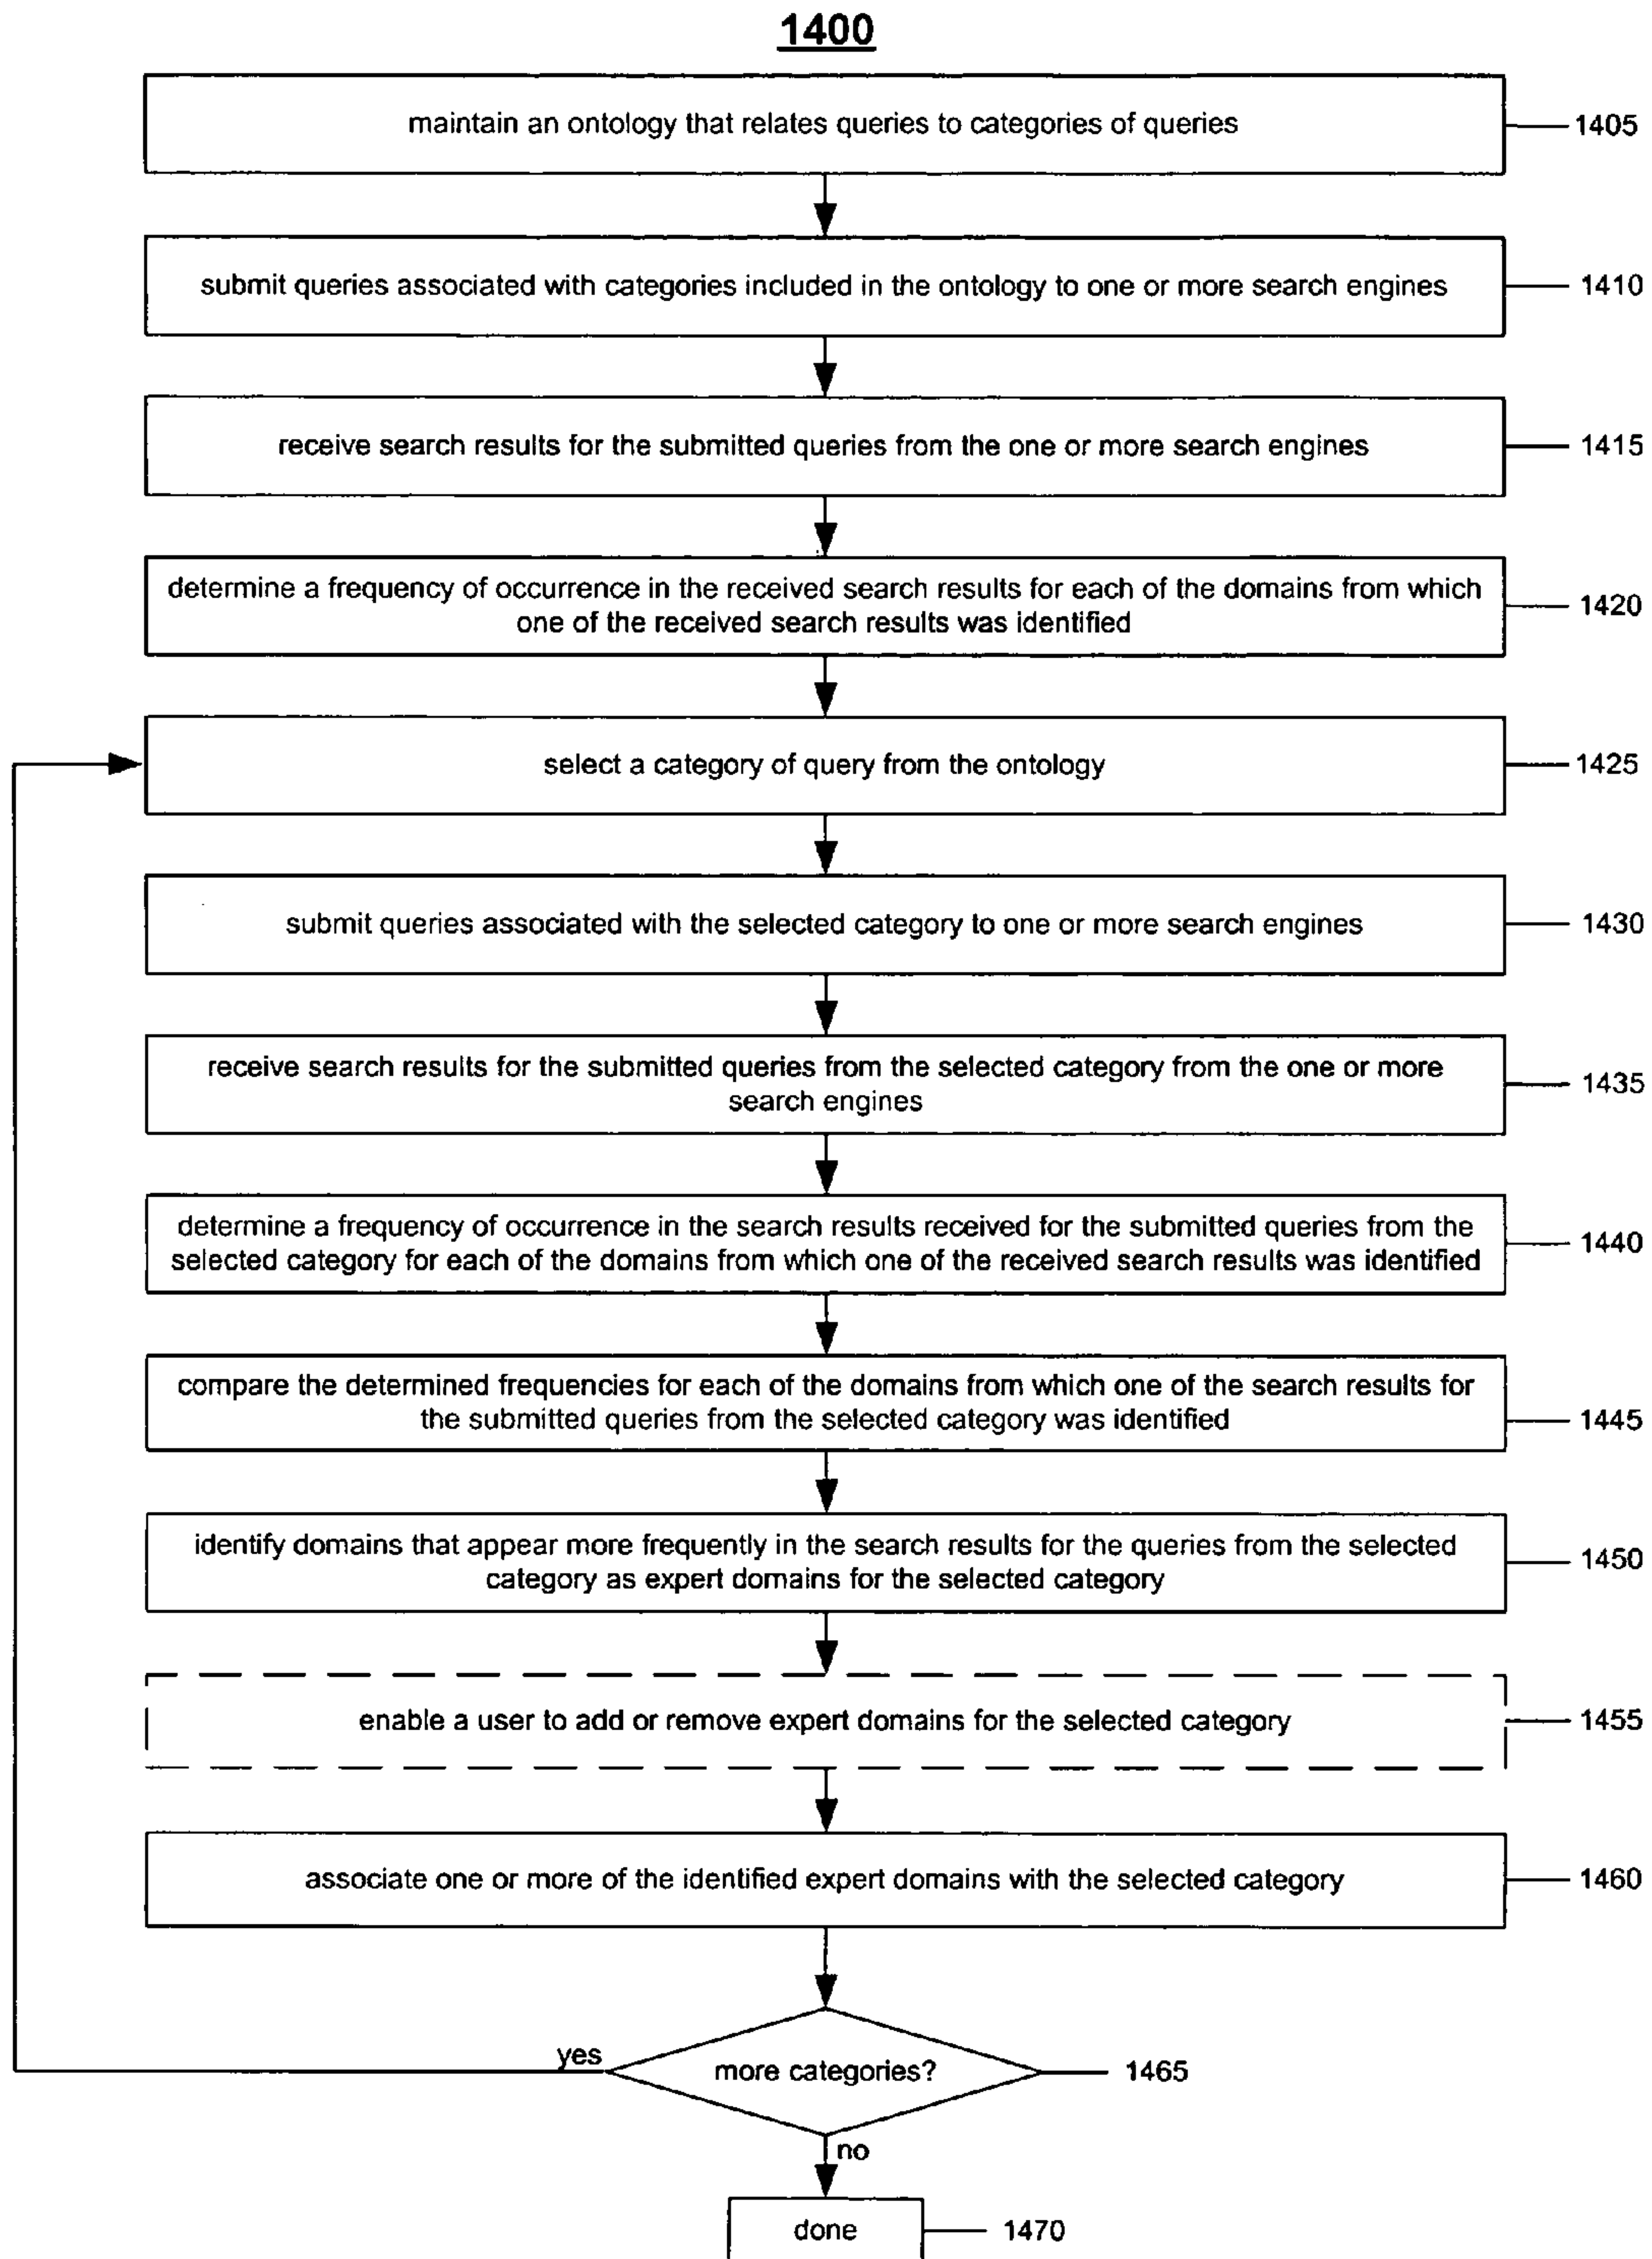 1400
maintain an ontology that relates queries to categories of queries
1405
submit queries associated with categories included in the ontology to one or more search engines
1410
receive search results for the submitted queries from the one or more search engines
1415
determine a frequency of occurrence in the received search results for each of the domains from which
one of the received search results was identified
1420
select a category of query from the ontology
1425
submit queries associated with the selected category to one or more search engines
1430
receive search results for the submitted queries from the selected category from the one or more
search engines
1435
determine a frequency of occurrence in the search results received for the submitted queries from the
selected category for each of the domains from which one of the received search results was identified
1440
compare the determined frequencies for each of the domains from which one of the search results for
the submitted queries from the selected category was identified
1445
identify domains that appear more frequently in the search results for the queries from the selected
category as expert domains for the selected category
1450
enable a user to add or remove expert domains for the selected category
1455
associate one or more of the identified expert domains with the selected category
1460
yes
more categories?
1465
no
done
1470